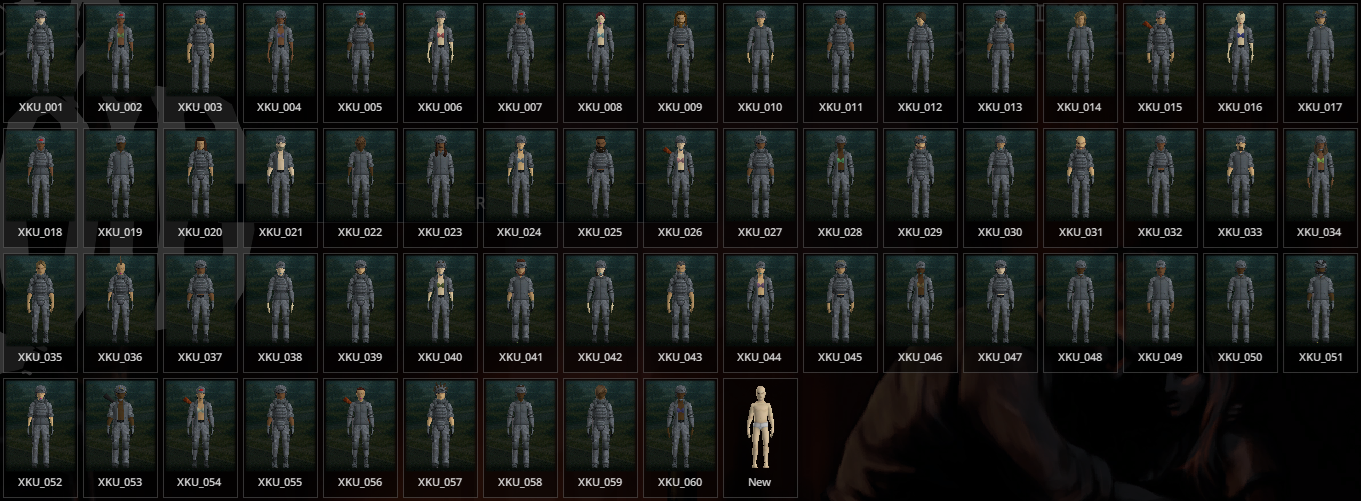 XKU_001 XKU_002 XKU_003 XKU_004 XKU_005 XKU_006 XKU_007 XKU_008 XKU_009 XKU_010 XKU_011 XKU_012 XKU_013 XKU_014 XKU_015 XKU_016 XKU_017
XKU_018 XKU_019 XKU_020 XKU_021 XKU_022 XKU_023 XKU_024 XKU_025 XKU_026 XKU_027 XKU_028 XKU_029 XKU_030 XKU_031 XKU_032 XKU_033 XKU_034
XKU_035 XKU_036 XKU_037 XKU_038 XKU_039 XKU_040 XKU_041 XKU_042 XKU_043 XKU_044 XKU_045 XKU_046 XKU_047 XKU_048 XKU_049 XKU_050 XKU_051
XKU_052 XKU_053 XKU_054 XKU_055 XKU_056 XKU_057 XKU_058 XKU_059 XKU_060 New